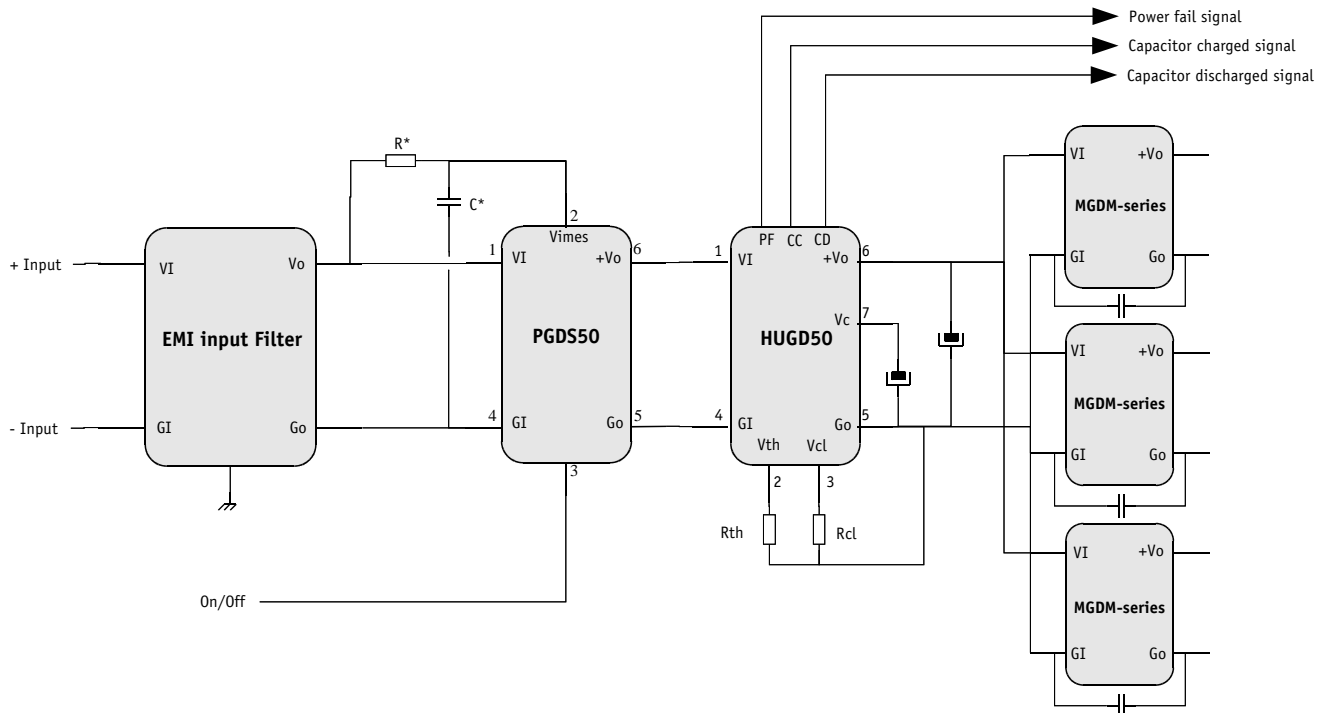 Power fail signal
Capacitor charged signal
Capacitor discharged signal
R*
C*
2
Vimes
PF CC CD
+ Input
VI
Vo
1
VI
+Vo
6
1
VI
+Vo
6
EMI input Filter
PGDS50
HUGD50
Vc
7
- Input
GI
Go
4
GI
Go
5
4
GI
Go
5
Vth
Vcl
3
2
3
Rth
Rcl
On/Off
VI
+Vo
MGDM-series
GI
Go
VI
+Vo
MGDM-series
GI
Go
VI
+Vo
MGDM-series
GI
Go